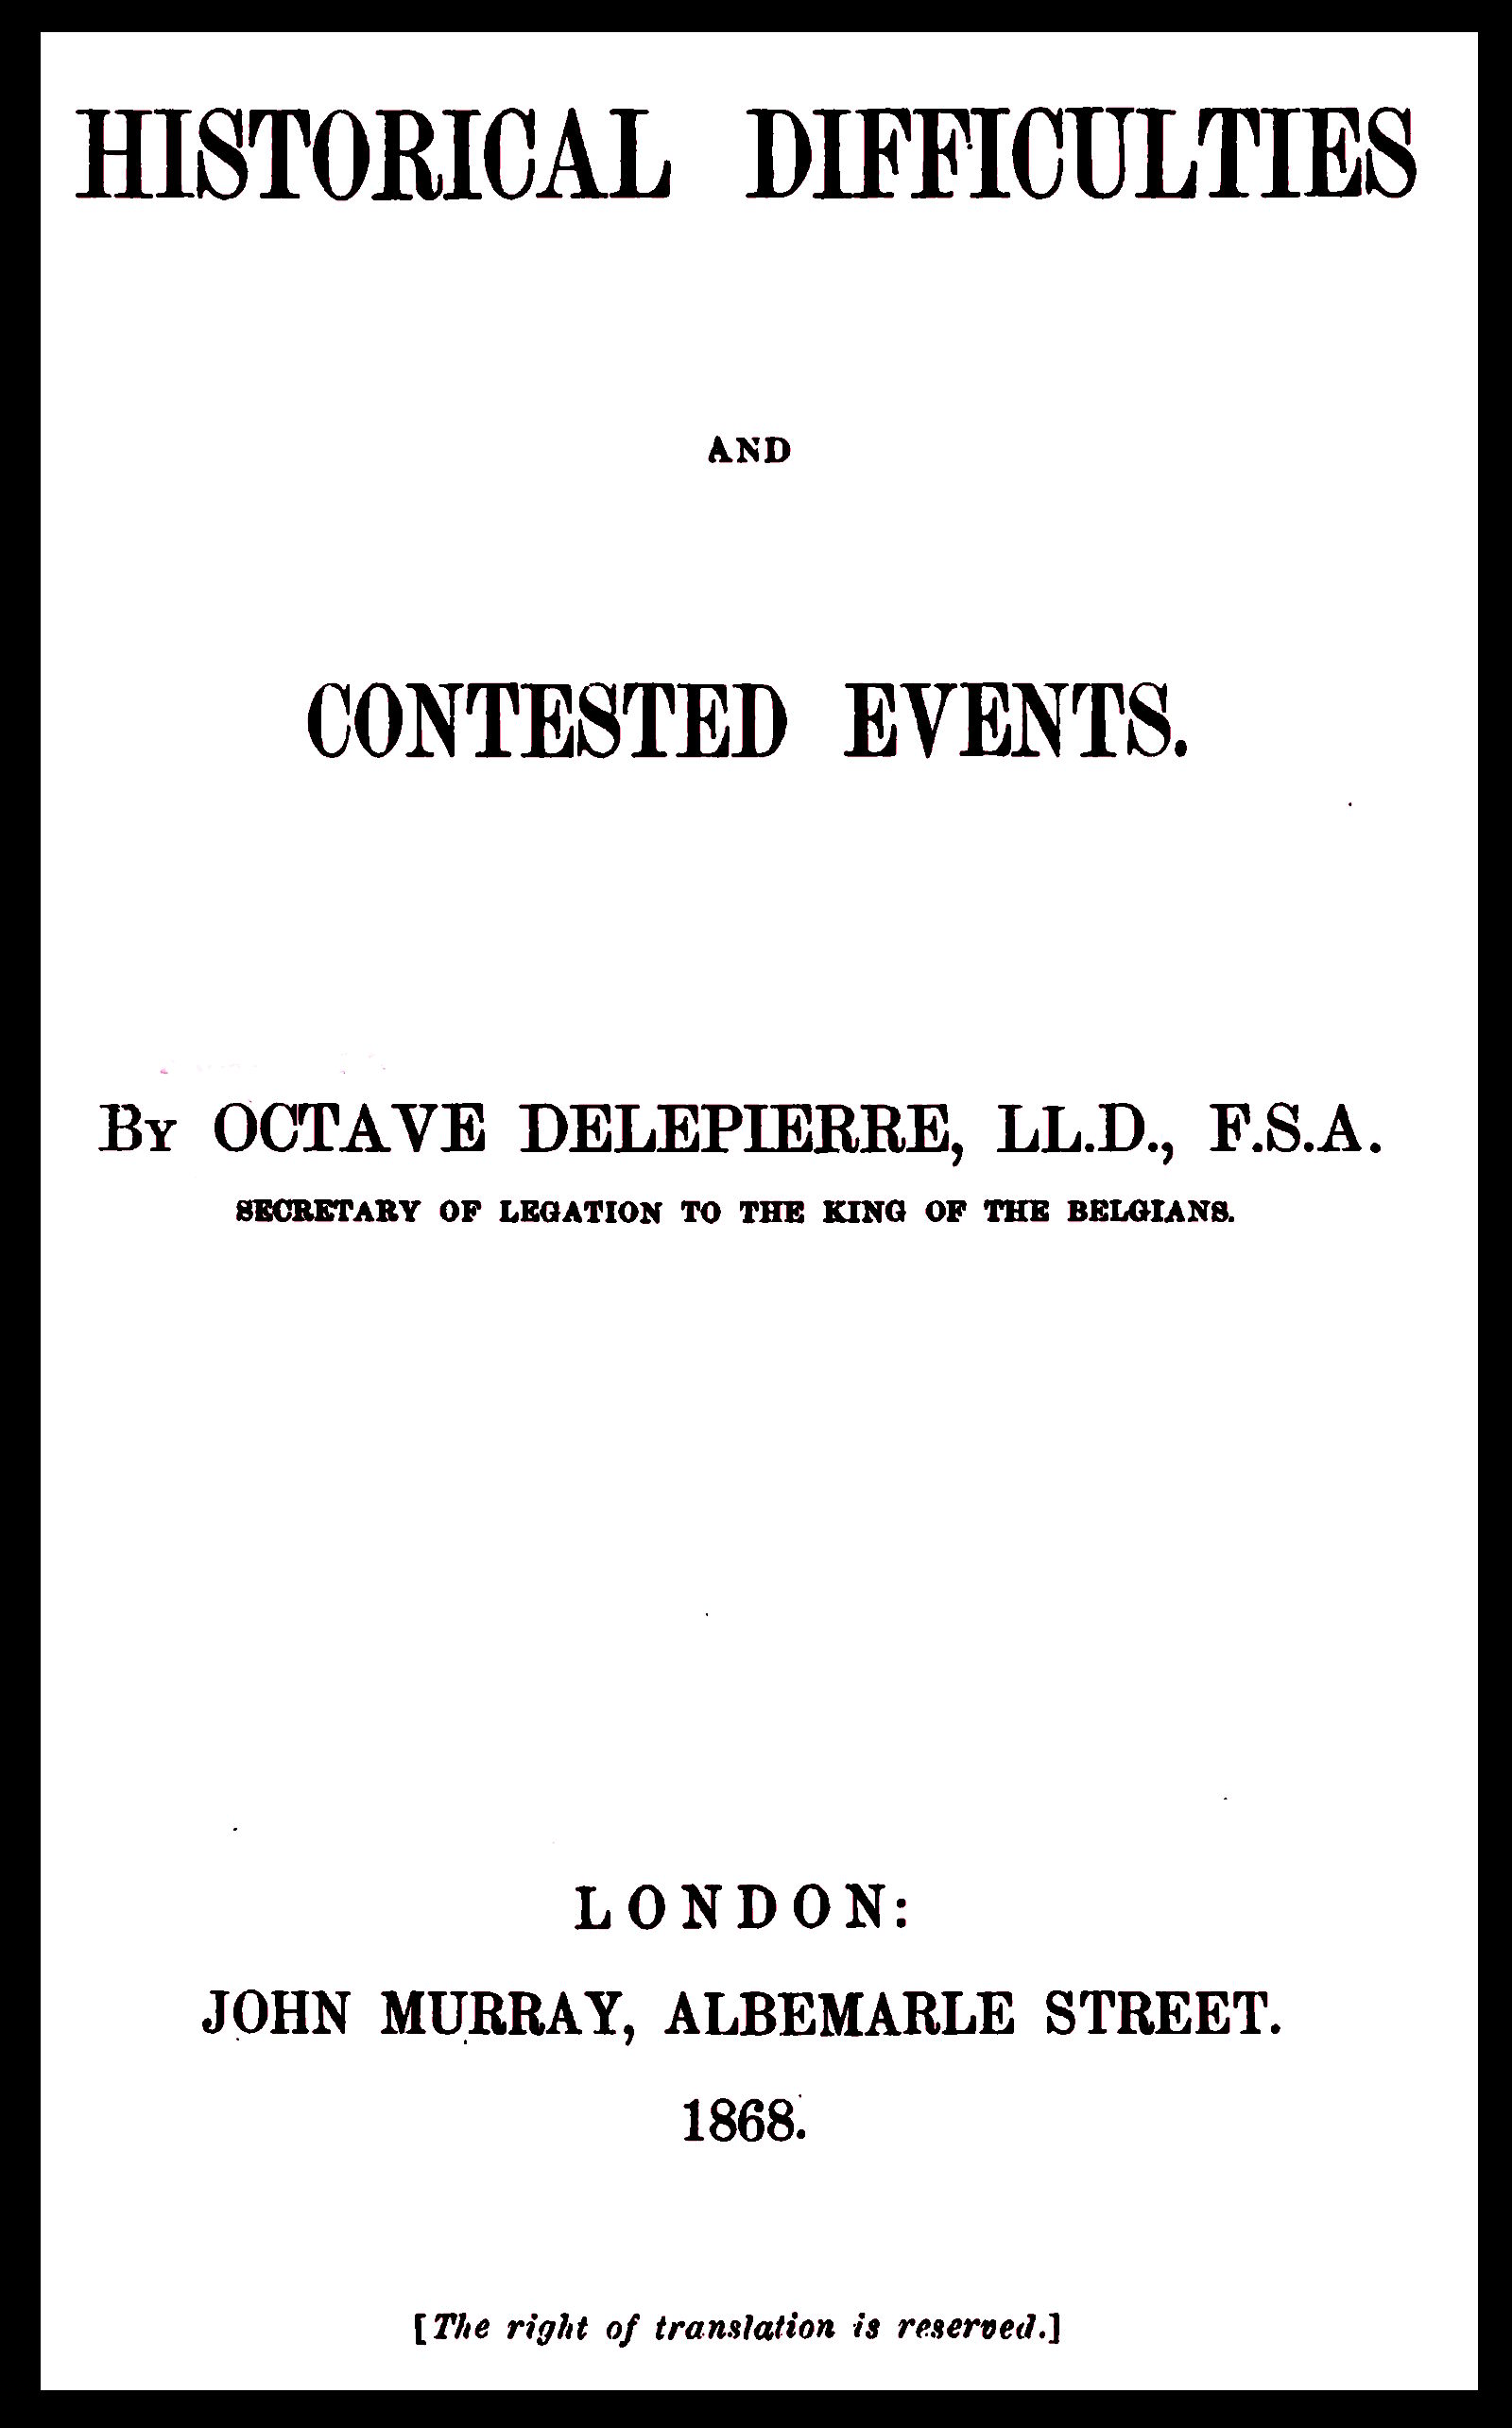 HISTORICAL DIFFICULTIES
AND
CONTESTED EVENTS.
By OCTAVE DELEPIERRE, LL.D., F.S.A.
SECRETARY OF LEGATION TO THE KING OF THE BELGIANS.
LONDON:
JOHN MURRAY, ALBEMARLE STREET.
1868.
[The right of translation is reserved.]